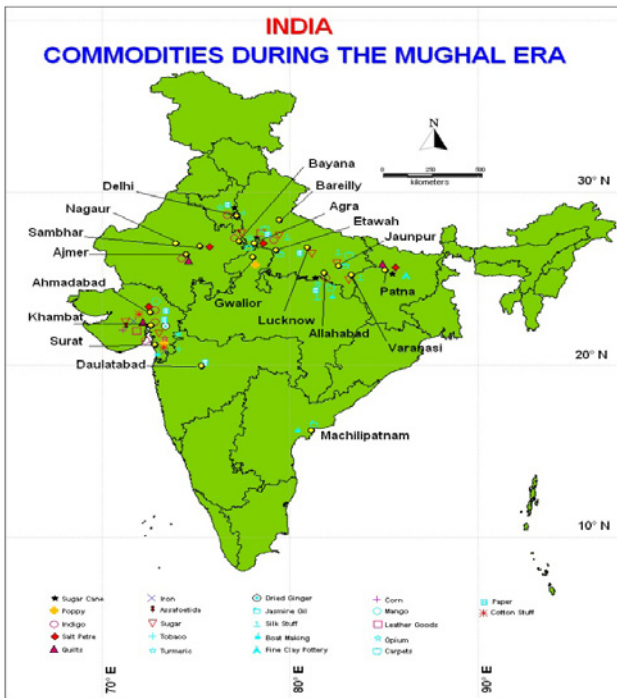 INDIA
COMMODITIES DURING THE MUGHAL ERA
N
0 250 500
kilometers
Bayana
Delhi
Bareilly
30° N
Nagaur
Agra
Sambhar
Etawah
Ajmer
Jaunpur
Ahmadabad
Patna
Gwalior
Khambat
Lucknow
Allahabad
Surat
Varanasi
20° N
Daulatabad
Machilipatnam
10° N
Sugar Cane
Poppy
Indigo
Salt Petre
Quilts
Iron
Assafoetida
Sugar
Tobaco
Turmeric
Dried Ginger
Jasmine Oil
Silk Stuff
Boat Making
Fine Clay Pottery
Corn
Mango
Leather Goods
Opium
Carpets
Paper
Cotton Stuff
70° E
80° E
90° E